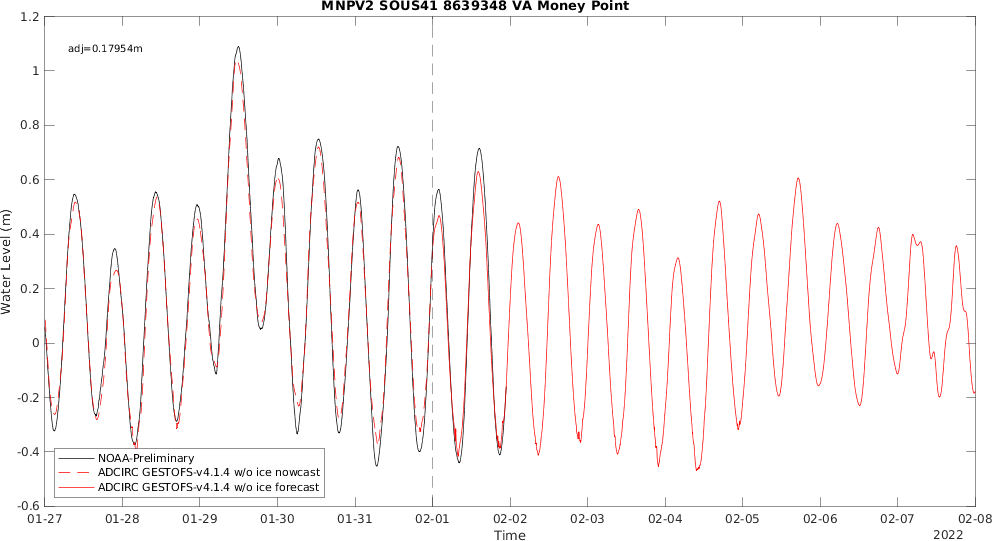 MNPV2 SOUS41 8639348 VA Money Point
adj=0.17954m
Water Level (m)
1.2
1
0.8
0.6
0.4
0.2
0
-0.2
-0.4
-0.6
NOAA-Preliminary
ADCIRC GESTOFS-v4.1.4 w/o ice nowcast
ADCIRC GESTOFS-v4.1.4 w/o ice forecast
01-27 01-28 01-29 01-30 01-31 02-01 02-02 02-03 02-04 02-05 02-06 02-07 02-08
Time
2022